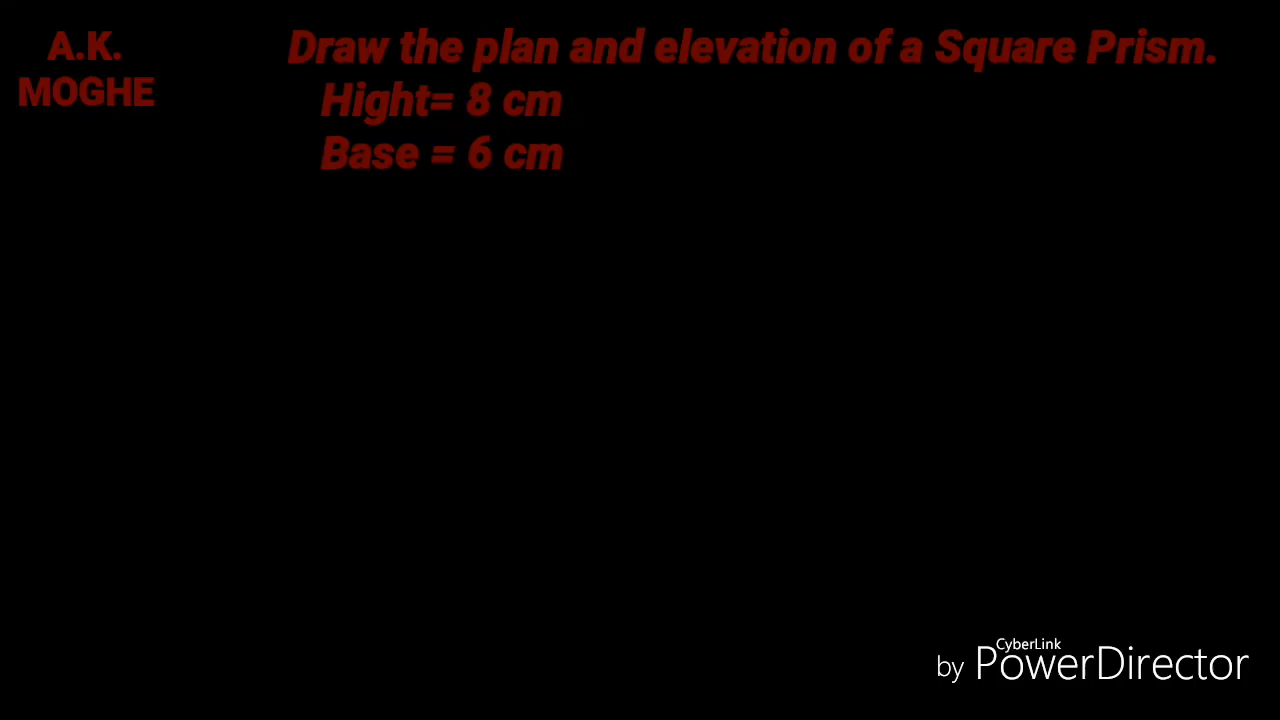 A.K.
MOGHE
Draw the plan and elevation of a Square Prism.
Hight= 8 cm
Base = 6 cm
CyberLink
by PowerDirector